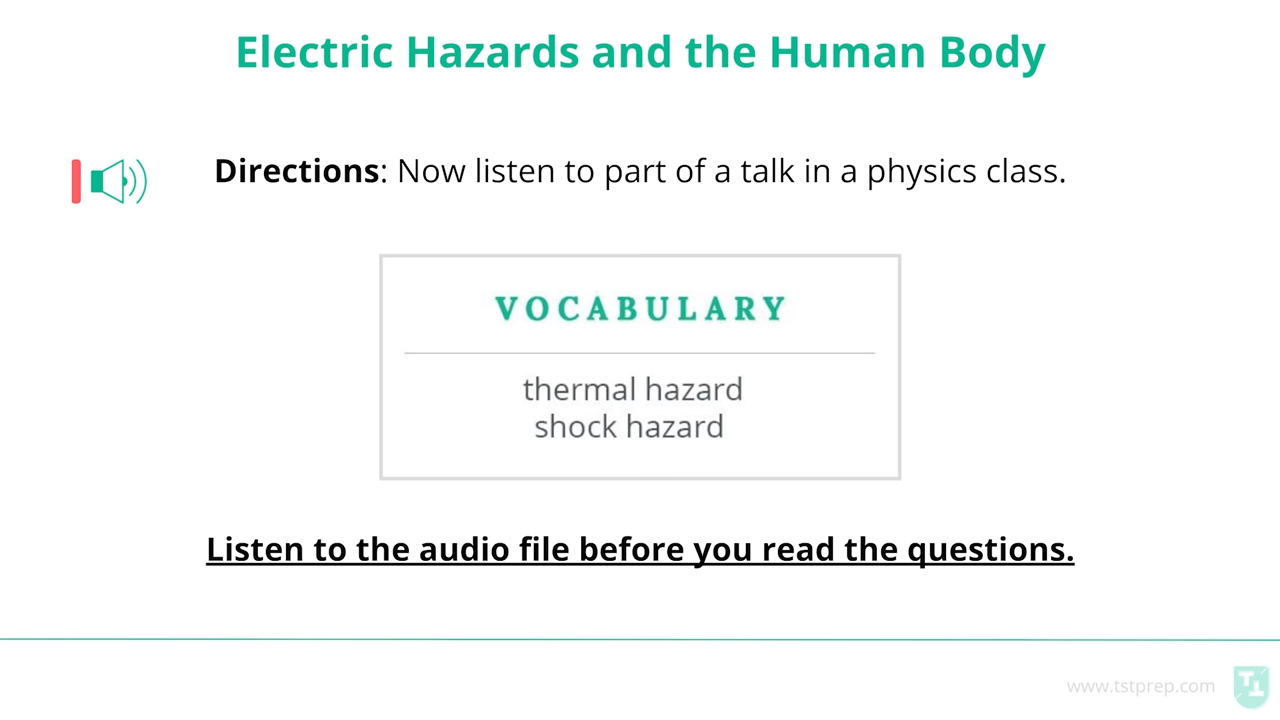 Electric Hazards and the Human Body
Directions: Now listen to part of a talk in a physics class.
VOCABULARY
thermal hazard
shock hazard
Listen to the audio file before you read the questions.
www.tstprep.com